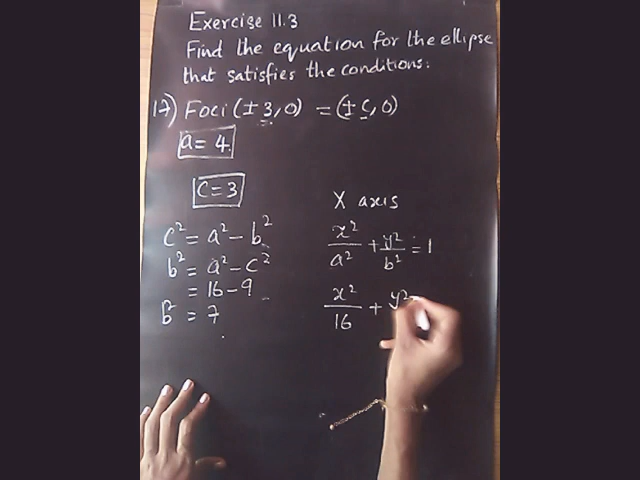 Exercise 11.3
Find the equation for the ellipse
that satisfies the conditions:
17) Foci (± 3, 0) = (± c, 0)
a = 4
c = 3
c² = a² - b²
b² = a² - c²
= 16 - 9
b² = 7
X axis
x²/a² + y²/b² = 1
x²/16 + y²